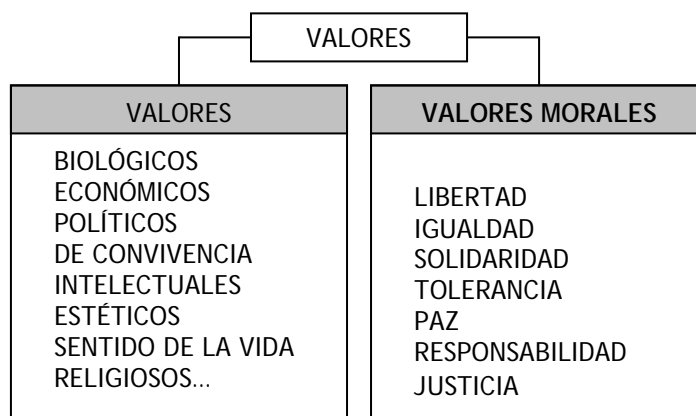 VALORES
VALORES
BIOLÓGICOS
ECONÓMICOS
POLÍTICOS
DE CONVIVENCIA
INTELECTUALES
ESTÉTICOS
SENTIDO DE LA VIDA
RELIGIOSOS...
VALORES MORALES
LIBERTAD
IGUALDAD
SOLIDARIDAD
TOLERANCIA
PAZ
RESPONSABILIDAD
JUSTICIA